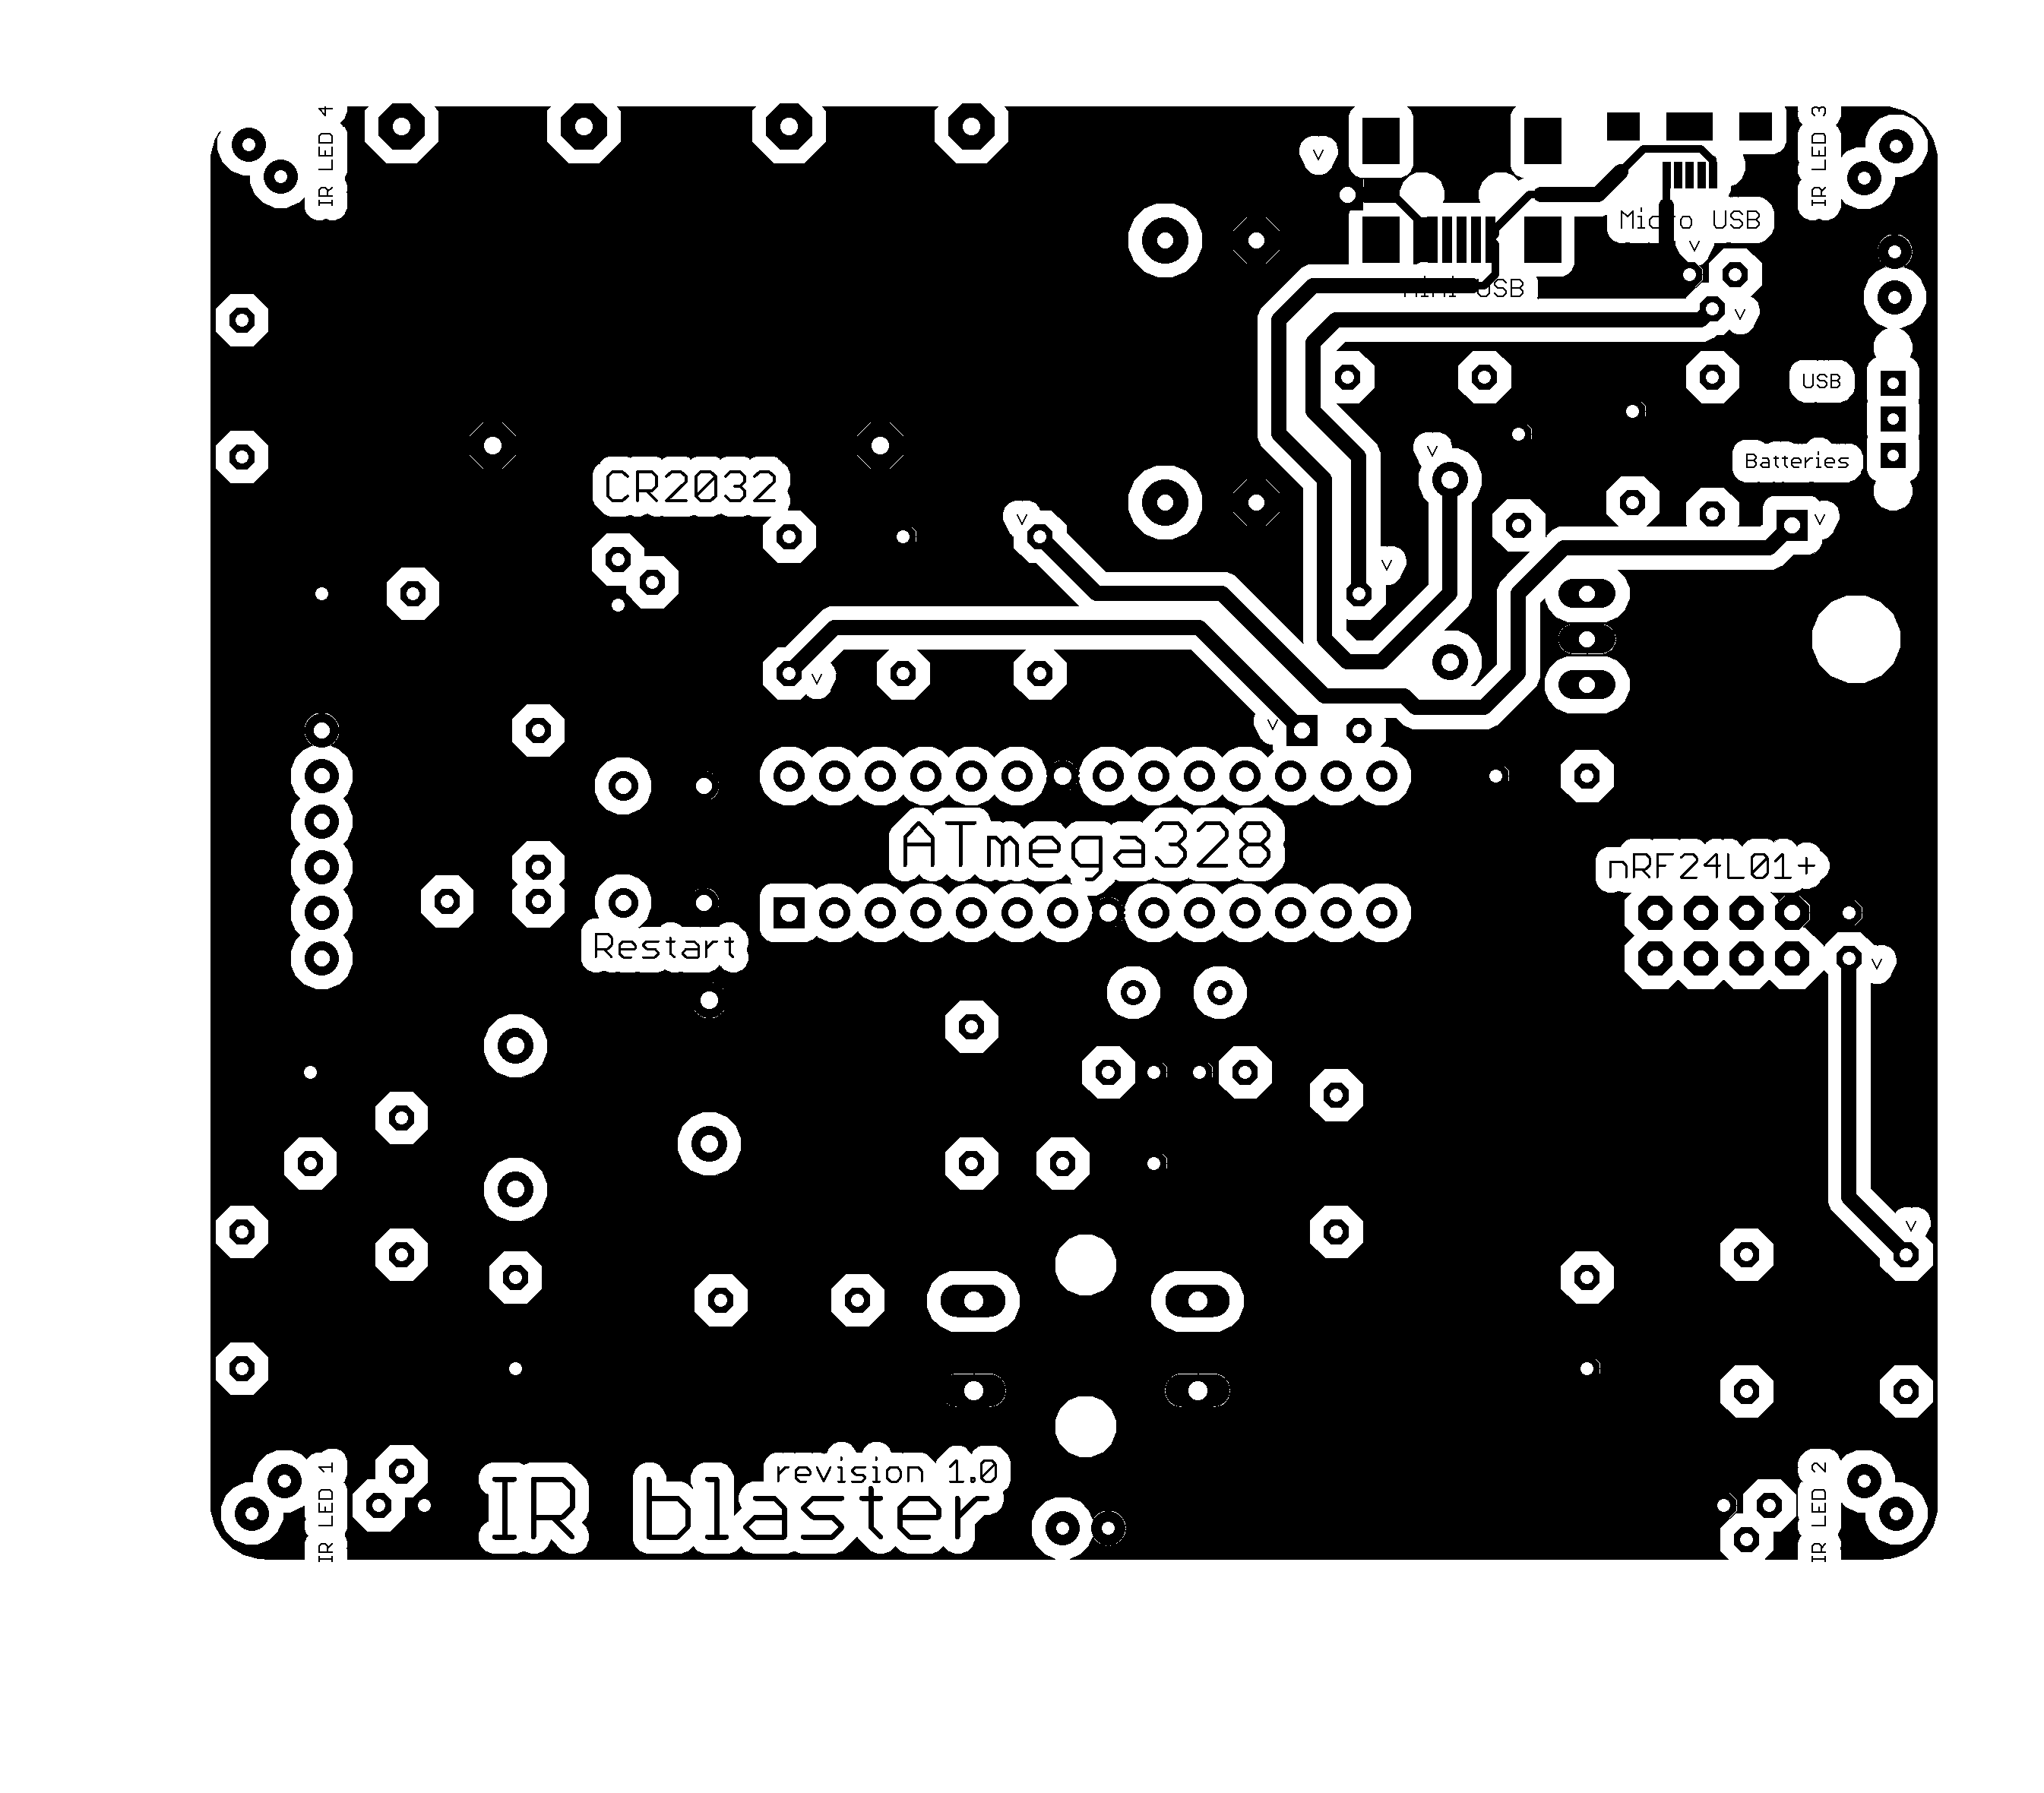 IR LED 4
IR LED 3
Micro USB
Mini USB
USB
Batteries
CR2032
ATmega328
nRF24L01+
Restart
IR LED 1
revision 1.0
IR blaster
IR LED 2